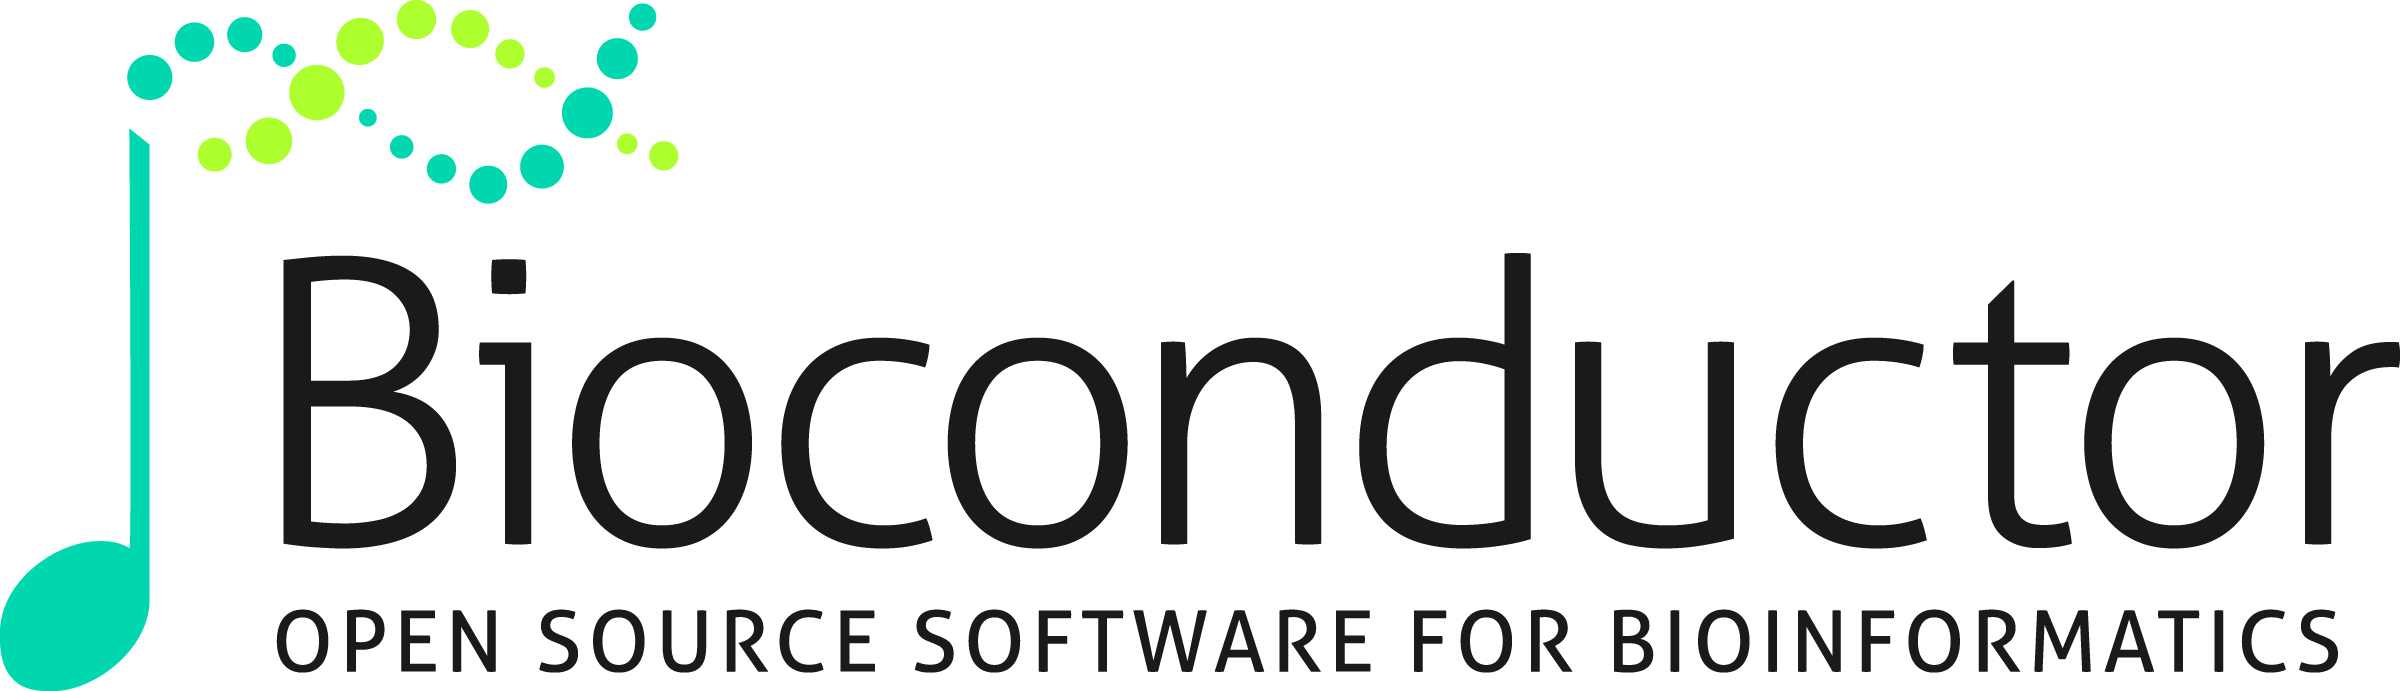 Bioconductor
OPEN SOURCE SOFTWARE FOR BIOINFORMATICS